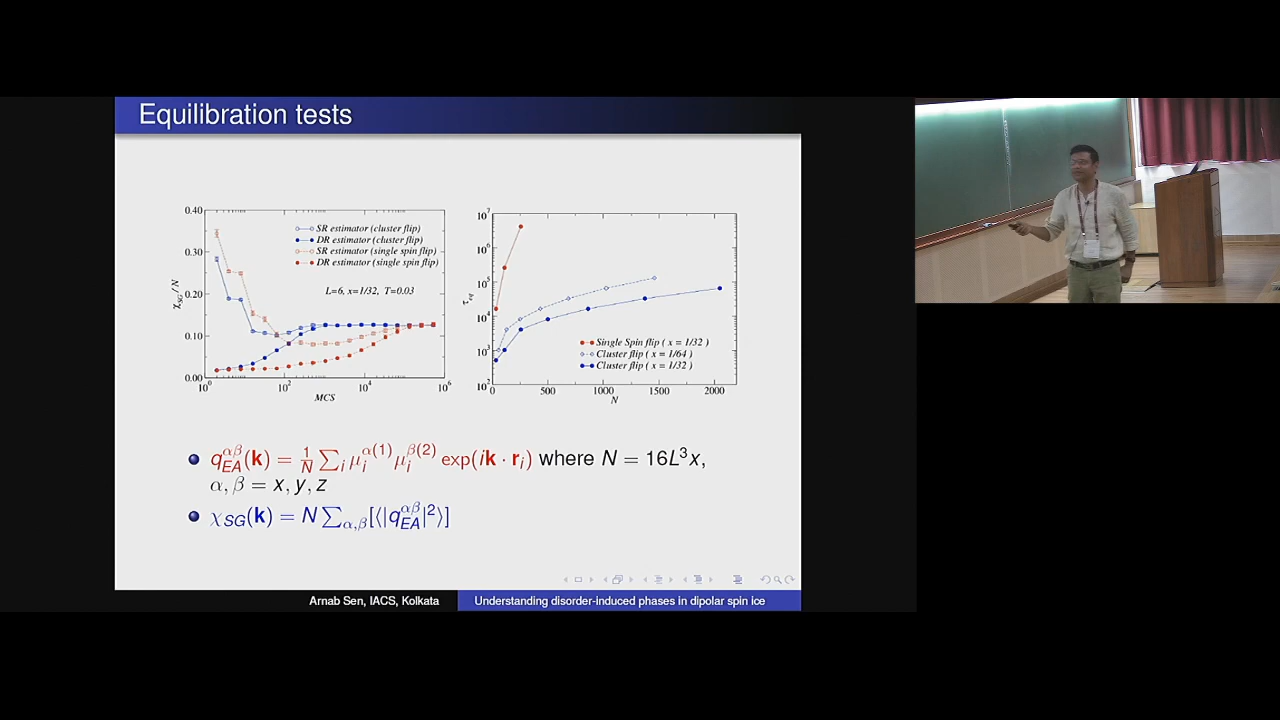 Equilibration tests
0.40
0.30
0.20
0.10
0.00
χ_SG / N
10^0
10^2
10^4
10^6
MCS
SR estimator (cluster flip)
DR estimator (cluster flip)
SR estimator (single spin flip)
DR estimator (single spin flip)
L=6, x=1/32, T=0.03
10^7
10^6
10^5
10^4
10^3
10^2
τ_eq
0
500
1000
1500
2000
N
Single Spin flip ( x = 1/32 )
Cluster flip ( x = 1/64 )
Cluster flip ( x = 1/32 )
q_{EA}^{αβ}(k) = \frac{1}{N} ∑_i μ_i^{α(1)} μ_i^{β(2)} exp(ik · r_i) where N = 16L^3x,
α, β = x, y, z
χ_{SG}(k) = N ∑_{α,β}[⟨|q_{EA}^{αβ}|^2⟩]
Arnab Sen, IACS, Kolkata
Understanding disorder-induced phases in dipolar spin ice